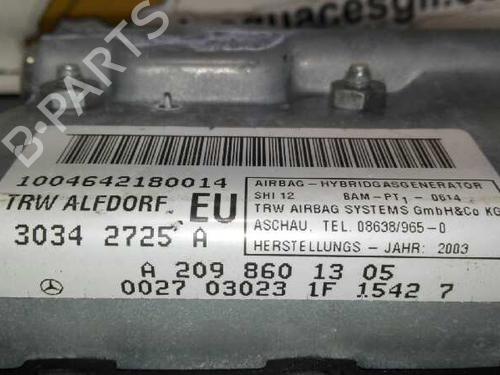 1004642180014
TRW ALFDORF EU
3034 2725 A
AIRBAG - HYBRIDGASGENERATOR
SHI 12 BAM-PT1-0614
TRW AIRBAG SYSTEMS GmbH&Co KG
ASCHAU. TEL. 08638/965-0
HERSTELLUNGS - JAHR: 2003
A 209 860 13 05
0027 03023 1F 1542 7
B-PARTS